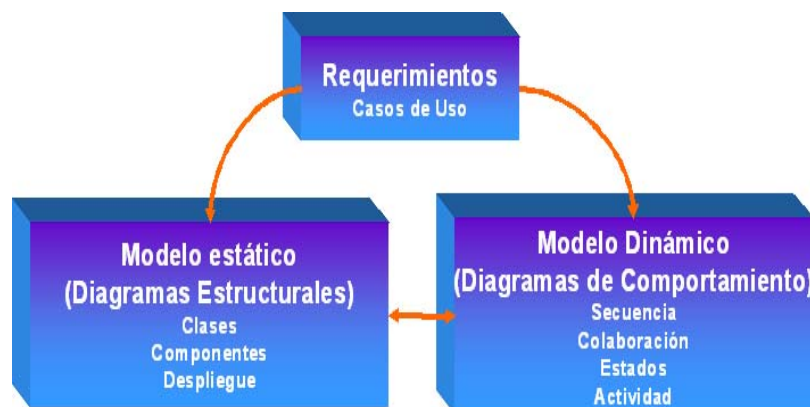 Requerimientos
Casos de Uso
Modelo estático
(Diagramas Estructurales)
Clases
Componentes
Despliegue
Modelo Dinámico
(Diagramas de Comportamiento)
Secuencia
Colaboración
Estados
Actividad